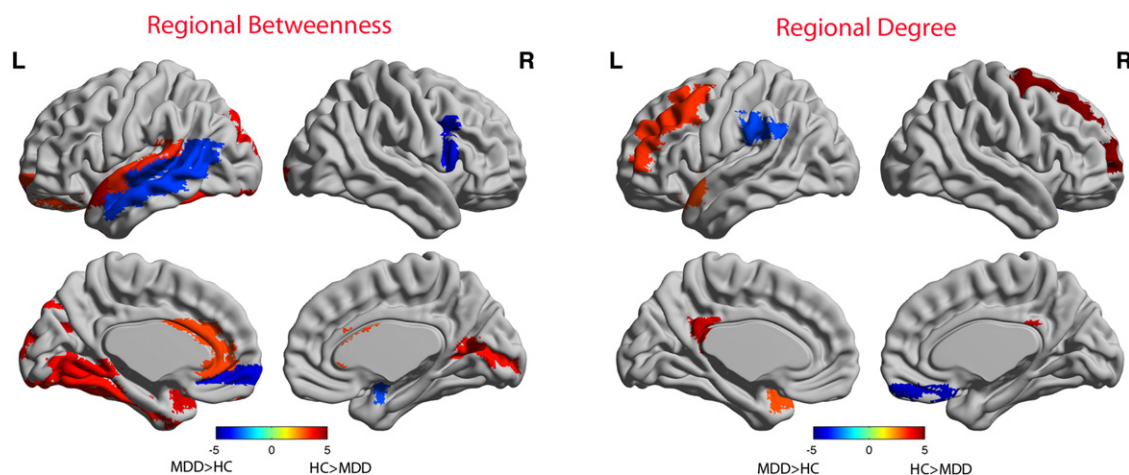 Regional Betweenness
L R
-5 0 5
MDD>HC HC>MDD
Regional Degree
L R
-5 0 5
MDD>HC HC>MDD